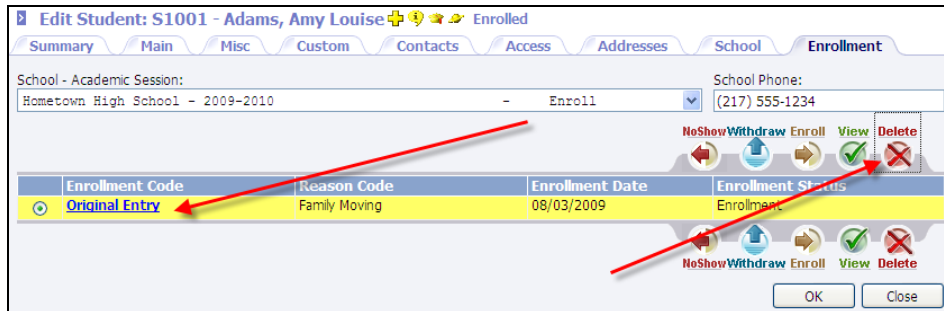 Edit Student: S1001 - Adams, Amy Louise Enrolled
Summary Main Misc Custom Contacts Access Addresses School Enrollment
School - Academic Session: School Phone:
Hometown High School - 2009-2010 - Enroll (217) 555-1234
NoShow Withdraw Enroll View Delete
Enrollment Code Reason Code Enrollment Date Enrollment Status
Original Entry Family Moving 08/03/2009 Enrollment
NoShow Withdraw Enroll View Delete
OK Close